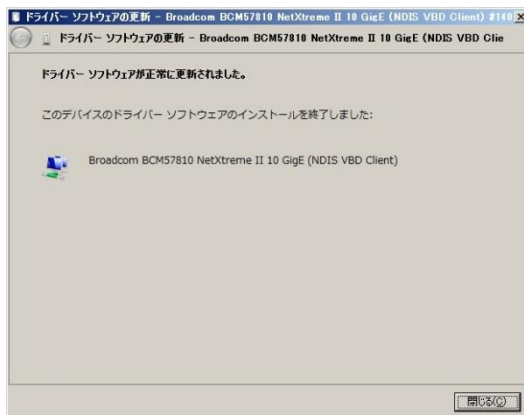 ドライバー ソフトウェアの更新 - Broadcom BCM57810 NetXtreme II 10 GigE (NDIS VBD Client) #140
ドライバー ソフトウェアの更新 - Broadcom BCM57810 NetXtreme II 10 GigE (NDIS VBD Clie
ドライバー ソフトウェアが正常に更新されました。
このデバイスのドライバー ソフトウェアのインストールを終了しました:
Broadcom BCM57810 NetXtreme II 10 GigE (NDIS VBD Client)
閉じる(C)